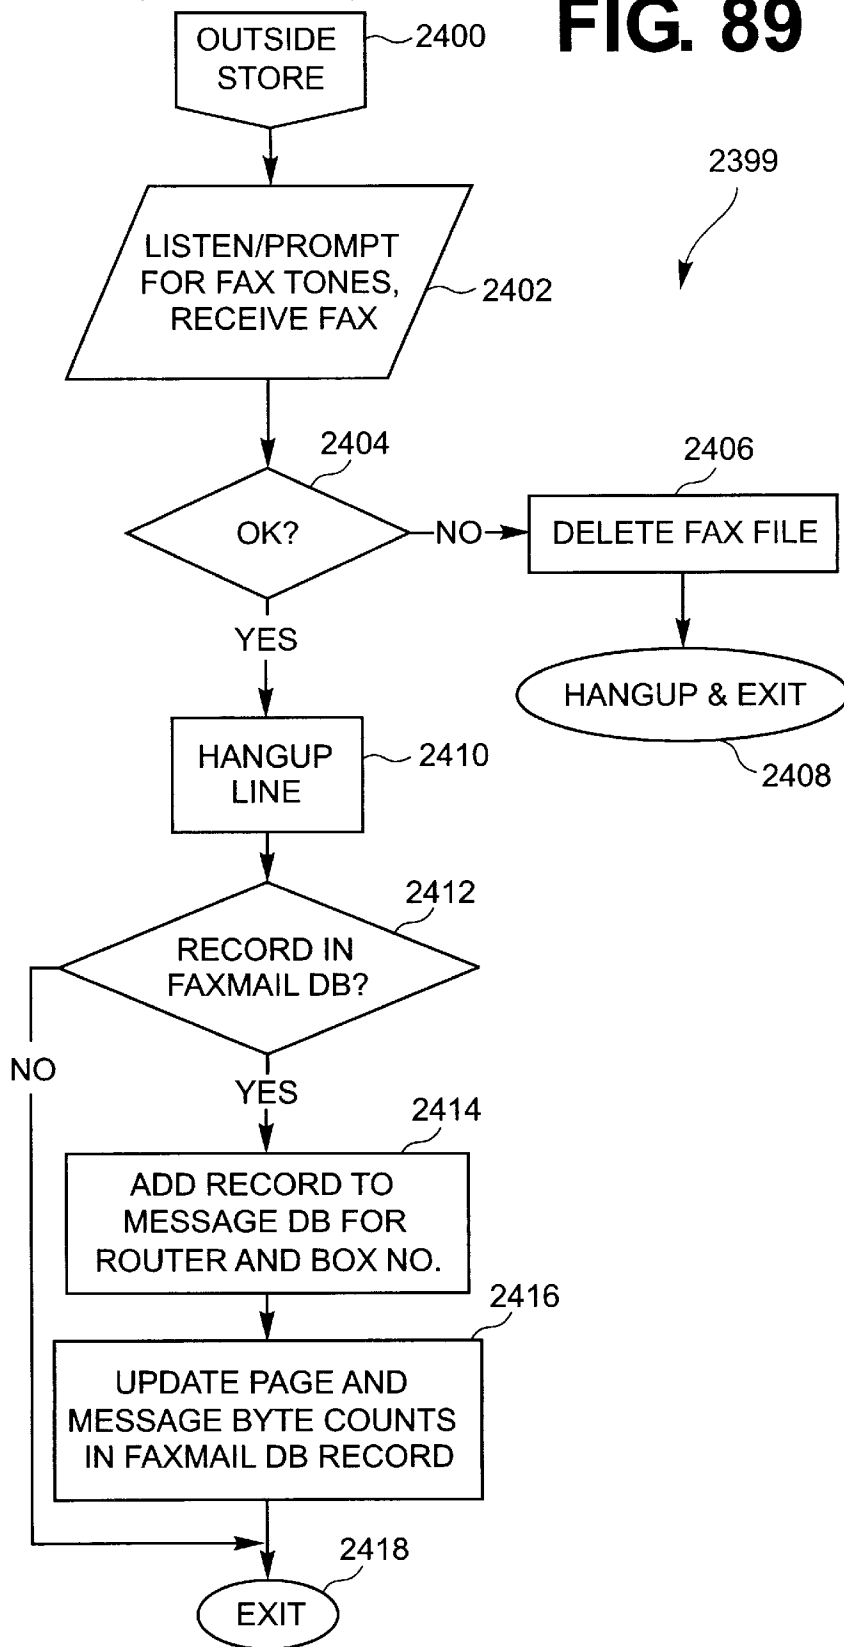 FIG. 89
OUTSIDE
STORE
2400
2399
LISTEN/PROMPT
FOR FAX TONES,
RECEIVE FAX
2402
2404
OK?
NO
2406
DELETE FAX FILE
YES
HANGUP & EXIT
2408
HANGUP
LINE
2410
2412
RECORD IN
FAXMAIL DB?
NO
YES
2414
ADD RECORD TO
MESSAGE DB FOR
ROUTER AND BOX NO.
2416
UPDATE PAGE AND
MESSAGE BYTE COUNTS
IN FAXMAIL DB RECORD
2418
EXIT